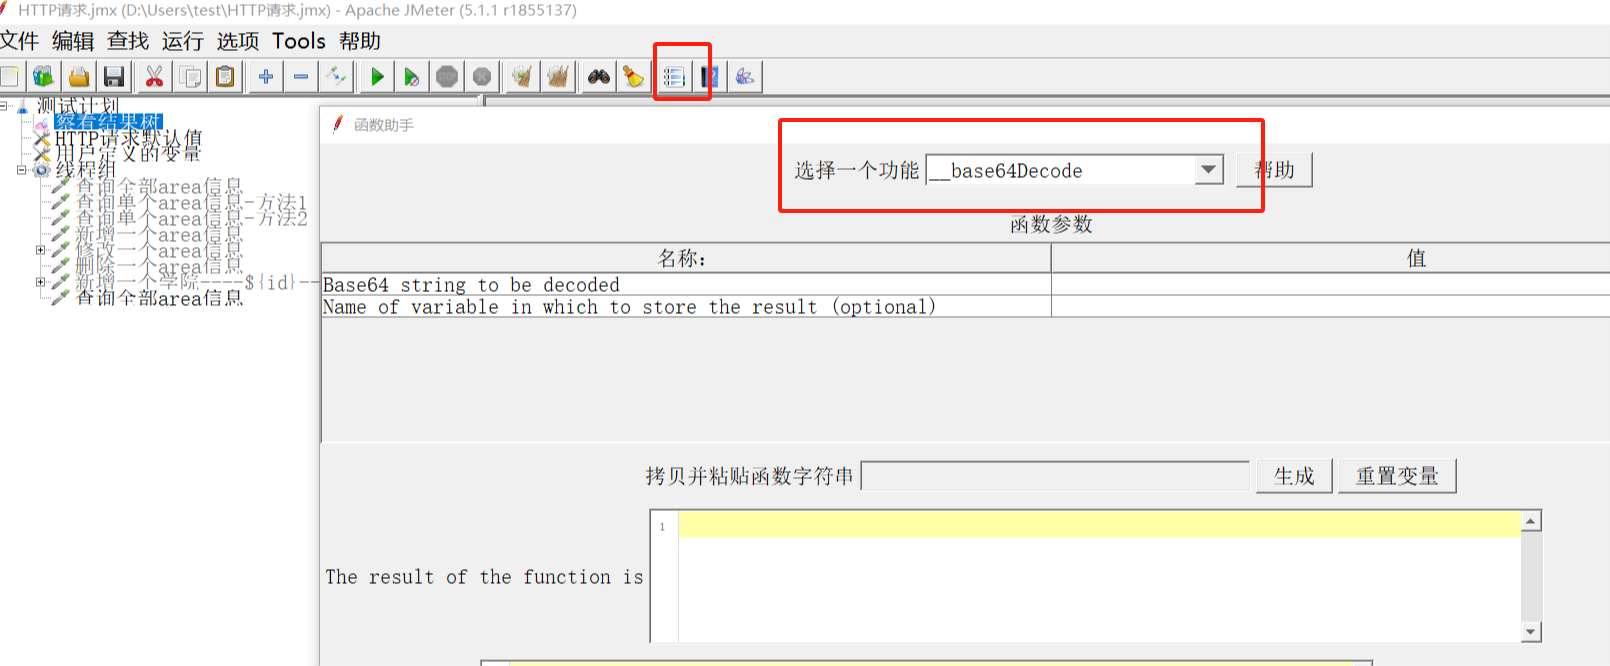 HTTP请求.jmx (D:\Users\test\HTTP请求.jmx) - Apache JMeter (5.1.1 r1855137)
文件 编辑 查找 运行 选项 Tools 帮助
STOP
测试计划
察看结果树
HTTP请求默认值
用户定义的变量
线程组
查询全部area信息
查询单个area信息-方法1
查询单个area信息-方法2
新增一个area信息
修改一个area信息
删除一个area信息
新增一个学院----${id}--
查询全部area信息
函数助手
选择一个功能 __base64Decode 帮助
函数参数
名称: 值
Base64 string to be decoded
Name of variable in which to store the result (optional)
拷贝并粘贴函数字符串 生成 重置变量
1
The result of the function is